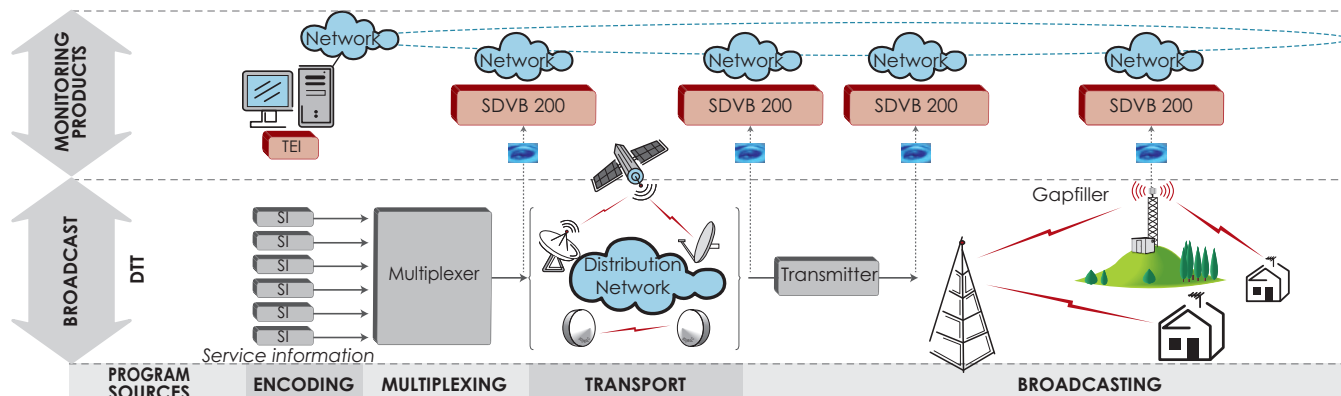 MONITORING
PRODUCTS
Network
Network
Network
Network
Network
SDVB 200
SDVB 200
SDVB 200
SDVB 200
TEI
BROADCAST
DTT
SI
SI
SI
SI
SI
SI
Service information
Multiplexer
Distribution
Network
Transmitter
Gapfiller
PROGRAM
SOURCES
ENCODING
MULTIPLEXING
TRANSPORT
BROADCASTING